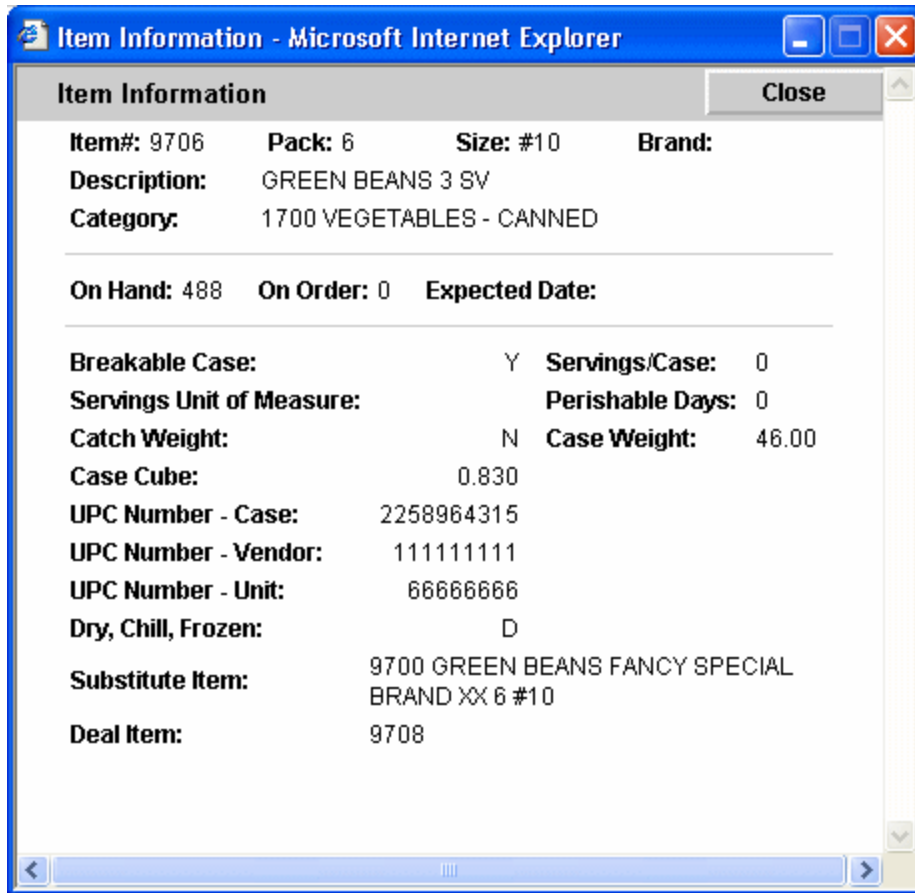 Item Information - Microsoft Internet Explorer
Item Information Close
Item#: 9706 Pack: 6 Size: #10 Brand:
Description: GREEN BEANS 3 SV
Category: 1700 VEGETABLES - CANNED
On Hand: 488 On Order: 0 Expected Date:
Breakable Case: Y Servings/Case: 0
Servings Unit of Measure: Perishable Days: 0
Catch Weight: N Case Weight: 46.00
Case Cube: 0.830
UPC Number - Case: 2258964315
UPC Number - Vendor: 111111111
UPC Number - Unit: 66666666
Dry, Chill, Frozen: D
Substitute Item: 9700 GREEN BEANS FANCY SPECIAL
BRAND XX 6 #10
Deal Item: 9708